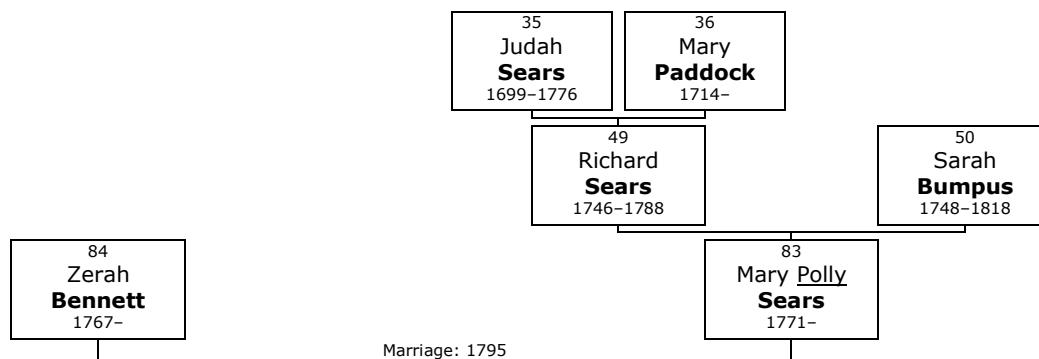 35
Judah
Sears
1699–1776
36
Mary
Paddock
1714–
49
Richard
Sears
1746–1788
50
Sarah
Bumpus
1748–1818
84
Zerah
Bennett
1767–
83
Mary Polly
Sears
1771–
Marriage: 1795